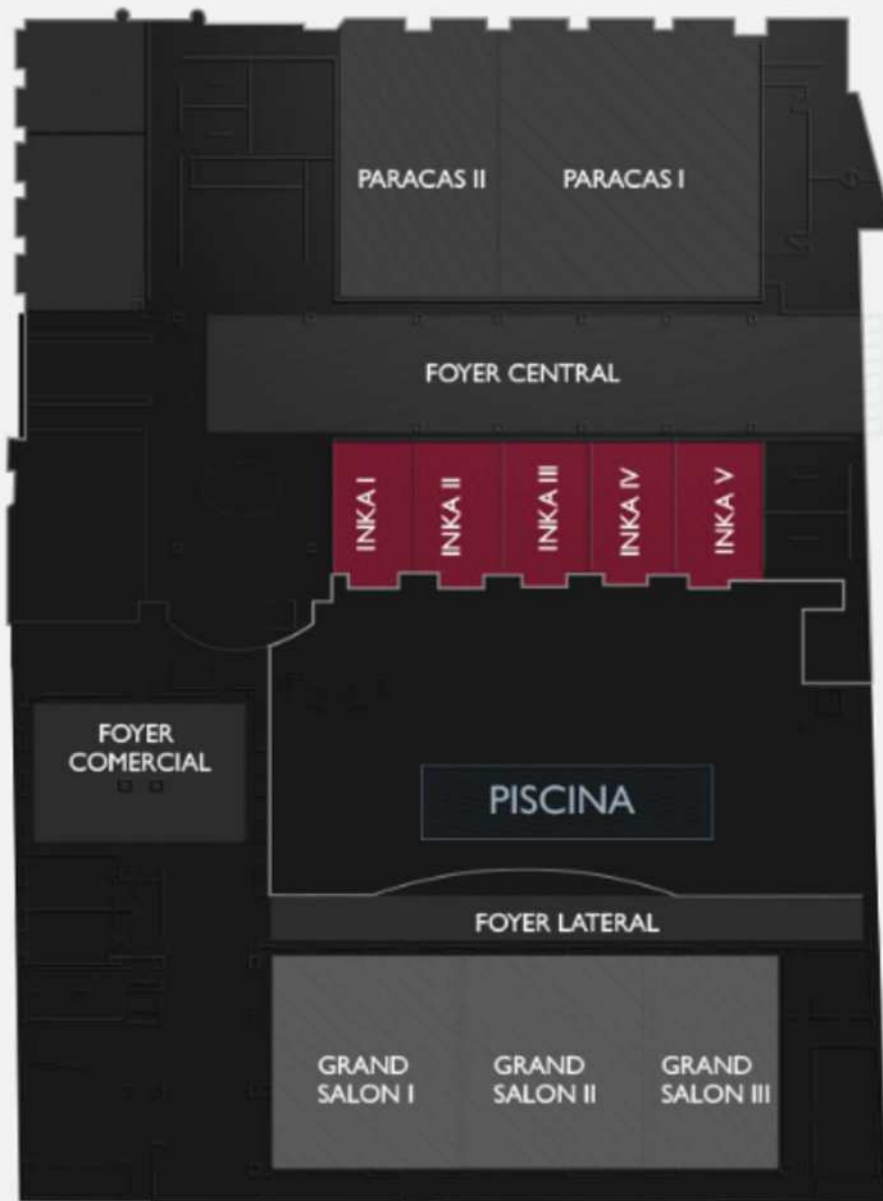 PARACAS II
PARACAS I
FOYER CENTRAL
INKA I
INKA II
INKA III
INKA IV
INKA V
FOYER
COMERCIAL
PISCINA
FOYER LATERAL
GRAND
SALON I
GRAND
SALON II
GRAND
SALON III